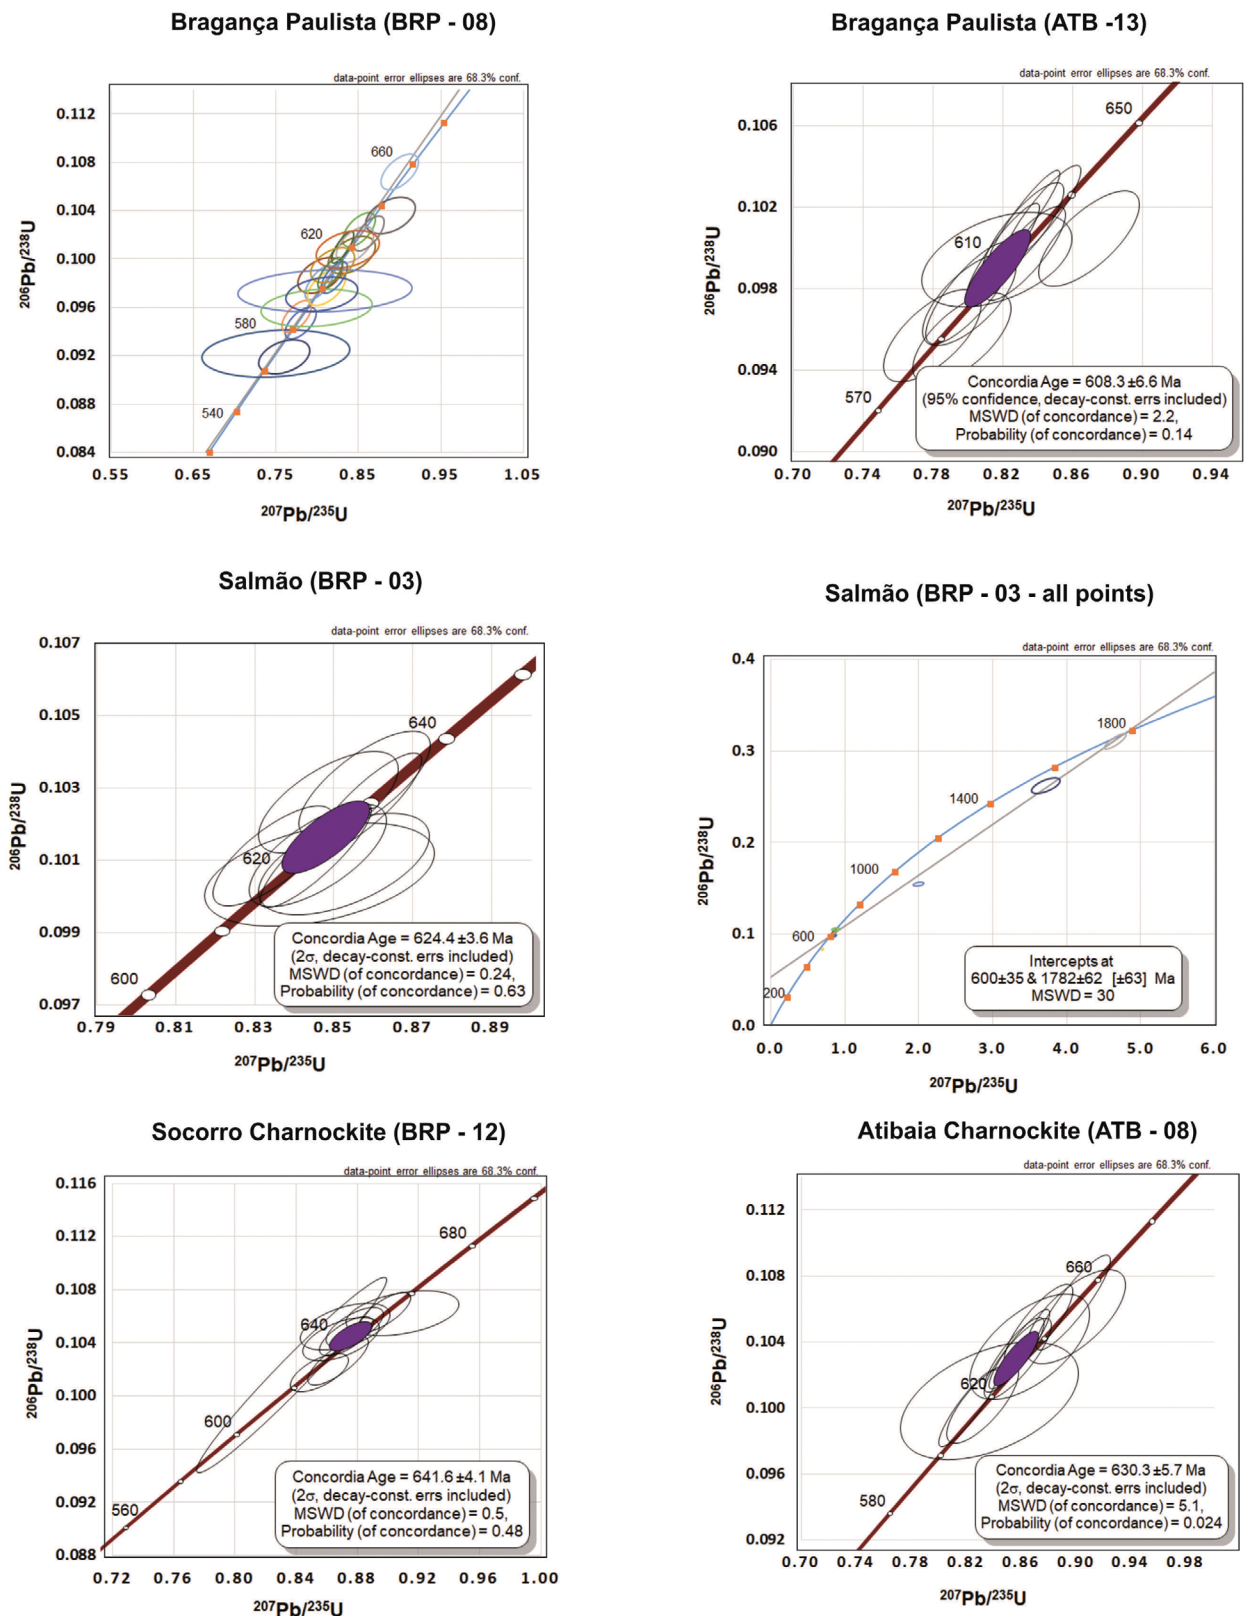 Bragança Paulista (BRP - 08)
data-point error ellipses are 68.3% conf.
0.112
0.108
0.104
0.100
0.096
0.092
0.088
0.084
660
620
580
540
206Pb/238U
0.55 0.65 0.75 0.85 0.95 1.05
207Pb/235U
Bragança Paulista (ATB -13)
data-point error ellipses are 68.3% conf.
0.106
0.102
0.098
0.094
0.090
650
610
570
206Pb/238U
Concordia Age = 608.3 ±6.6 Ma
(95% confidence, decay-const. errs included)
MSWD (of concordance) = 2.2,
Probability (of concordance) = 0.14
0.70 0.74 0.78 0.82 0.86 0.90 0.94
207Pb/235U
Salmão (BRP - 03)
data-point error ellipses are 68.3% conf.
0.107
0.105
0.103
0.101
0.099
0.097
640
620
600
206Pb/238U
Concordia Age = 624.4 ±3.6 Ma
(2σ, decay-const. errs included)
MSWD (of concordance) = 0.24,
Probability (of concordance) = 0.63
0.79 0.81 0.83 0.85 0.87 0.89
207Pb/235U
Salmão (BRP - 03 - all points)
data-point error ellipses are 68.3% conf.
0.4
0.3
0.2
0.1
0.0
1800
1400
1000
600
200
206Pb/238U
Intercepts at
600±35 & 1782±62 [±63] Ma
MSWD = 30
0.0 1.0 2.0 3.0 4.0 5.0 6.0
207Pb/235U
Socorro Charnockite (BRP - 12)
data-point error ellipses are 68.3% conf.
0.116
0.112
0.108
0.104
0.100
0.096
0.092
0.088
680
640
600
560
206Pb/238U
Concordia Age = 641.6 ±4.1 Ma
(2σ, decay-const. errs included)
MSWD (of concordance) = 0.5,
Probability (of concordance) = 0.48
0.72 0.76 0.80 0.84 0.88 0.92 0.96 1.00
207Pb/235U
Atibaia Charnockite (ATB - 08)
data-point error ellipses are 68.3% conf.
0.112
0.108
0.104
0.100
0.096
0.092
660
620
580
206Pb/238U
Concordia Age = 630.3 ±5.7 Ma
(2σ, decay-const. errs included)
MSWD (of concordance) = 5.1,
Probability (of concordance) = 0.024
0.70 0.74 0.78 0.82 0.86 0.90 0.94 0.98
207Pb/235U